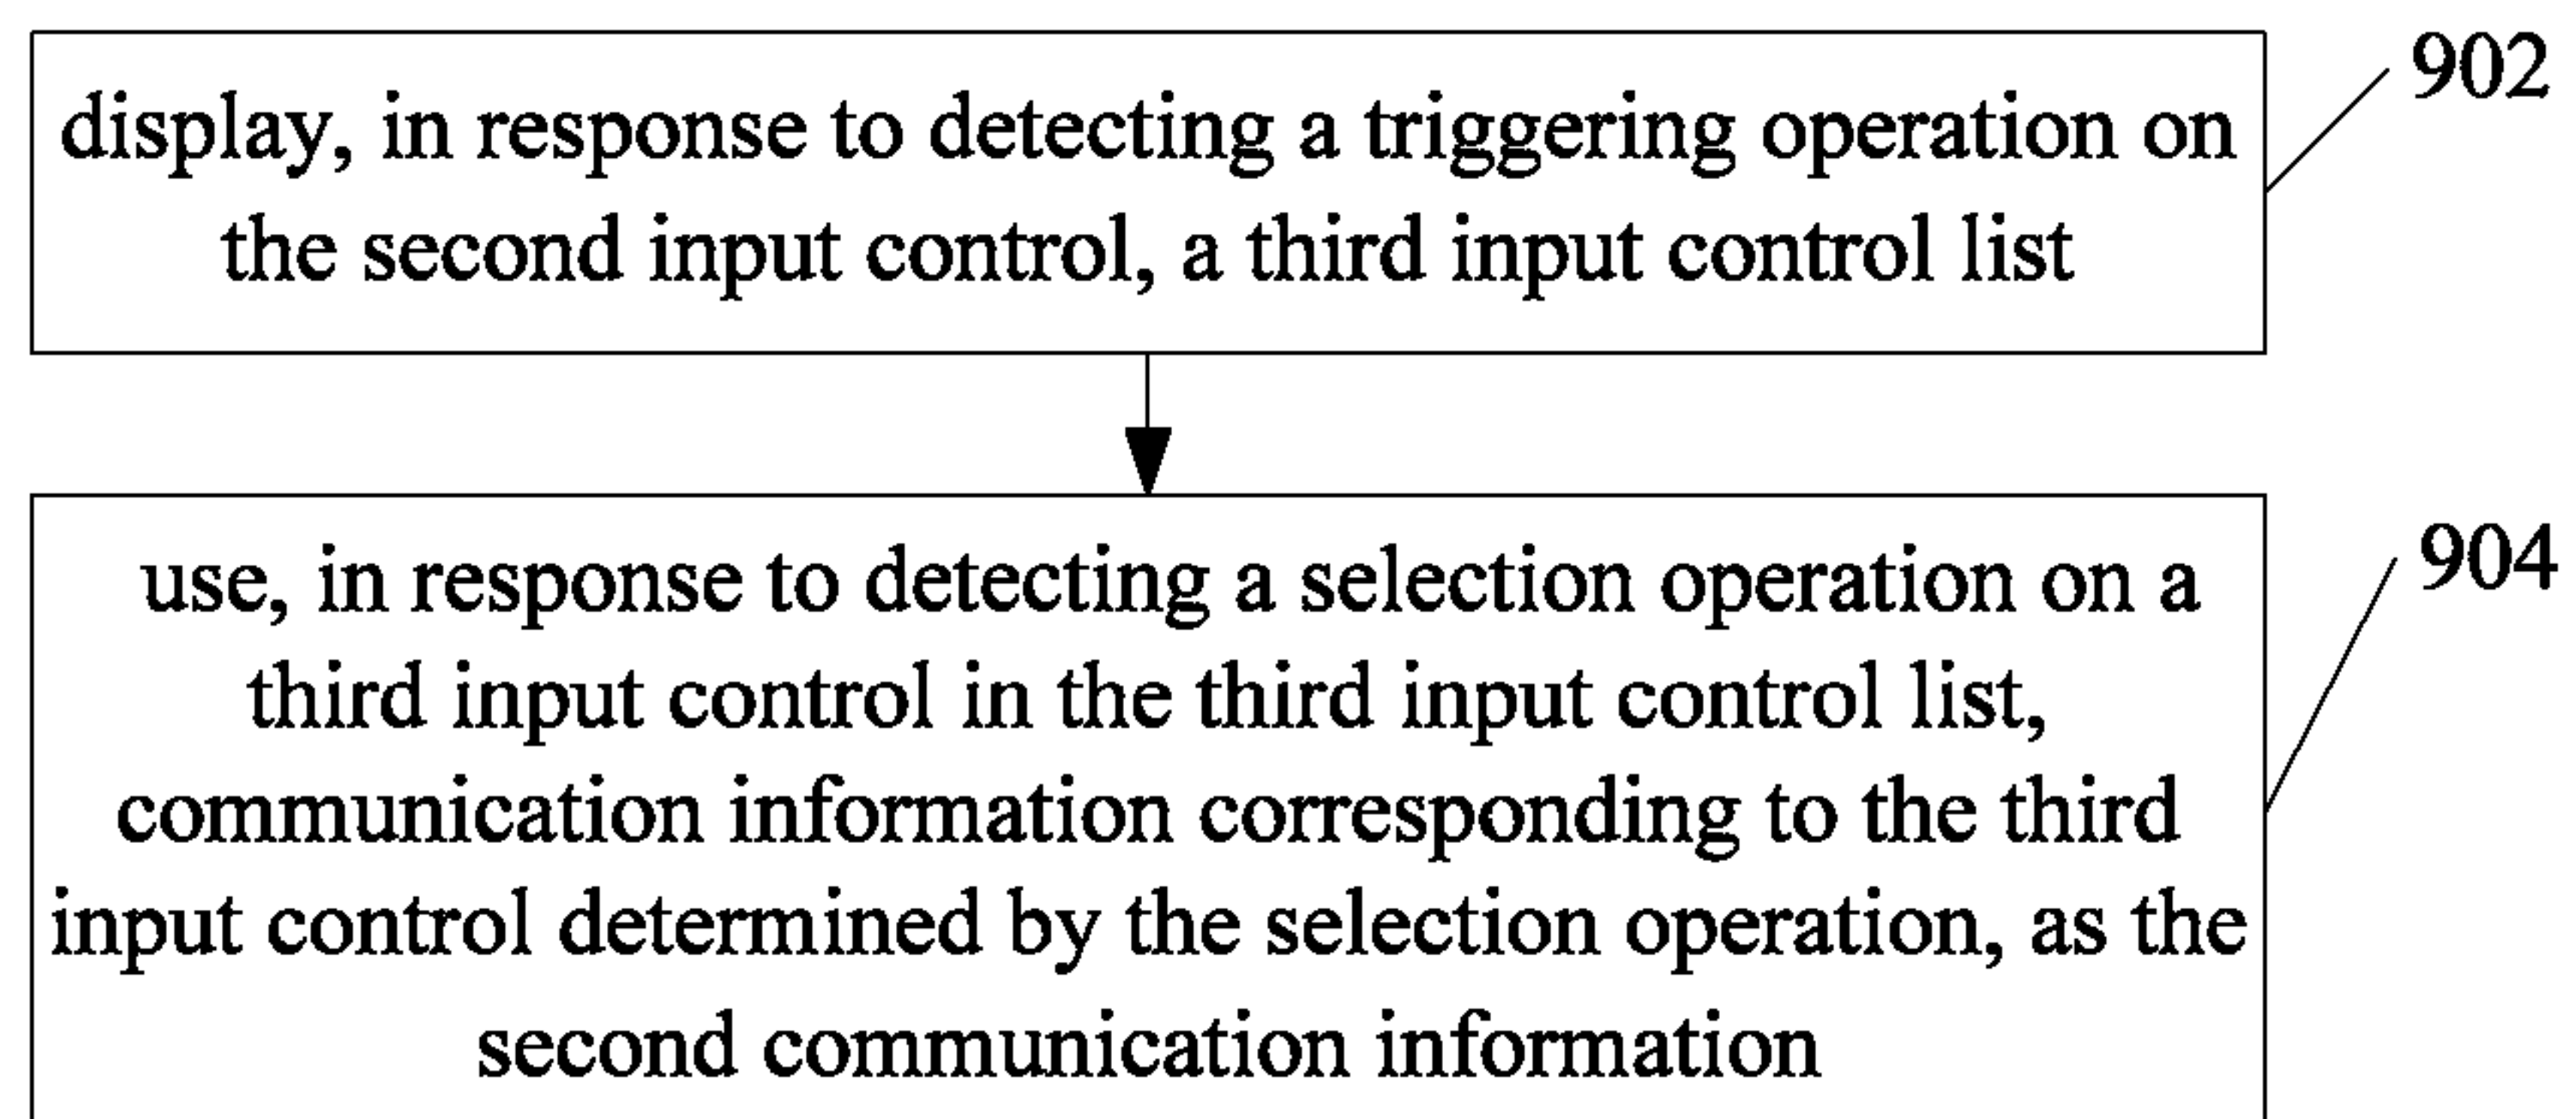 display, in response to detecting a triggering operation on
the second input control, a third input control list
902
use, in response to detecting a selection operation on a
third input control in the third input control list,
communication information corresponding to the third
input control determined by the selection operation, as the
second communication information
904